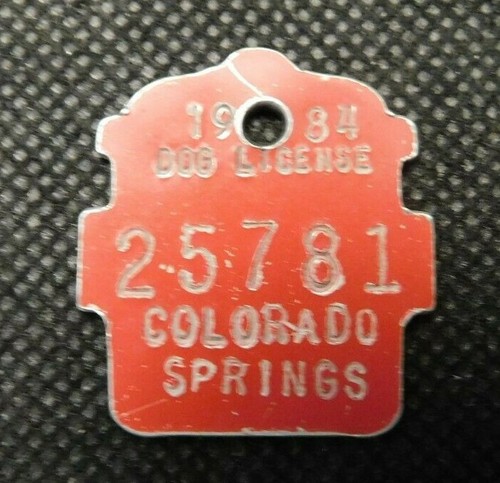 1984
DOG LICENSE
25781
COLORADO
SPRINGS